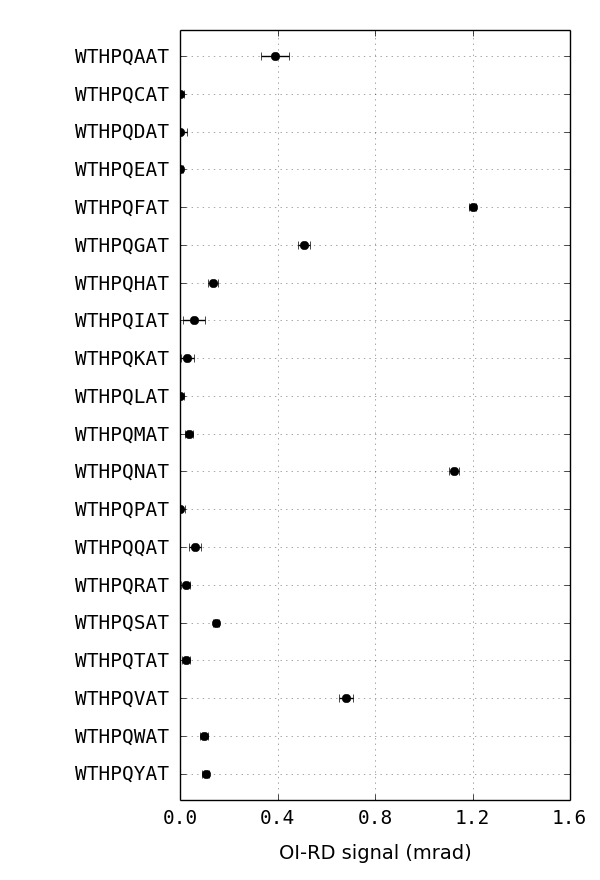 WTHPQAAT
WTHPQCAT
WTHPQDAT
WTHPQEAT
WTHPQFAT
WTHPQGAT
WTHPQHAT
WTHPQIAT
WTHPQKAT
WTHPQLAT
WTHPQMAT
WTHPQNAT
WTHPQPAT
WTHPQQAT
WTHPQRAT
WTHPQSAT
WTHPQTAT
WTHPQVAT
WTHPQWAT
WTHPQYAT
0.0 0.4 0.8 1.2 1.6
OI-RD signal (mrad)